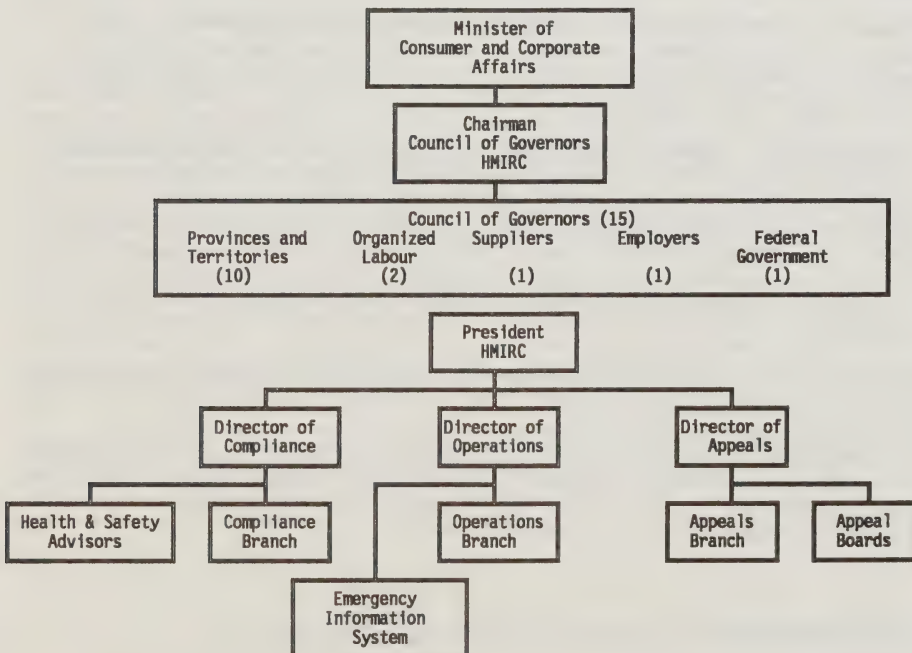 Minister of
Consumer and Corporate
Affairs
Chairman
Council of Governors
HMIRC
Council of Governors (15)
Provinces and Territories (10)
Organized Labour (2)
Suppliers (1)
Employers (1)
Federal Government (1)
President
HMIRC
Director of
Compliance
Director of
Operations
Director of
Appeals
Health & Safety
Advisors
Compliance
Branch
Operations
Branch
Appeals
Branch
Appeal
Boards
Emergency
Information
System